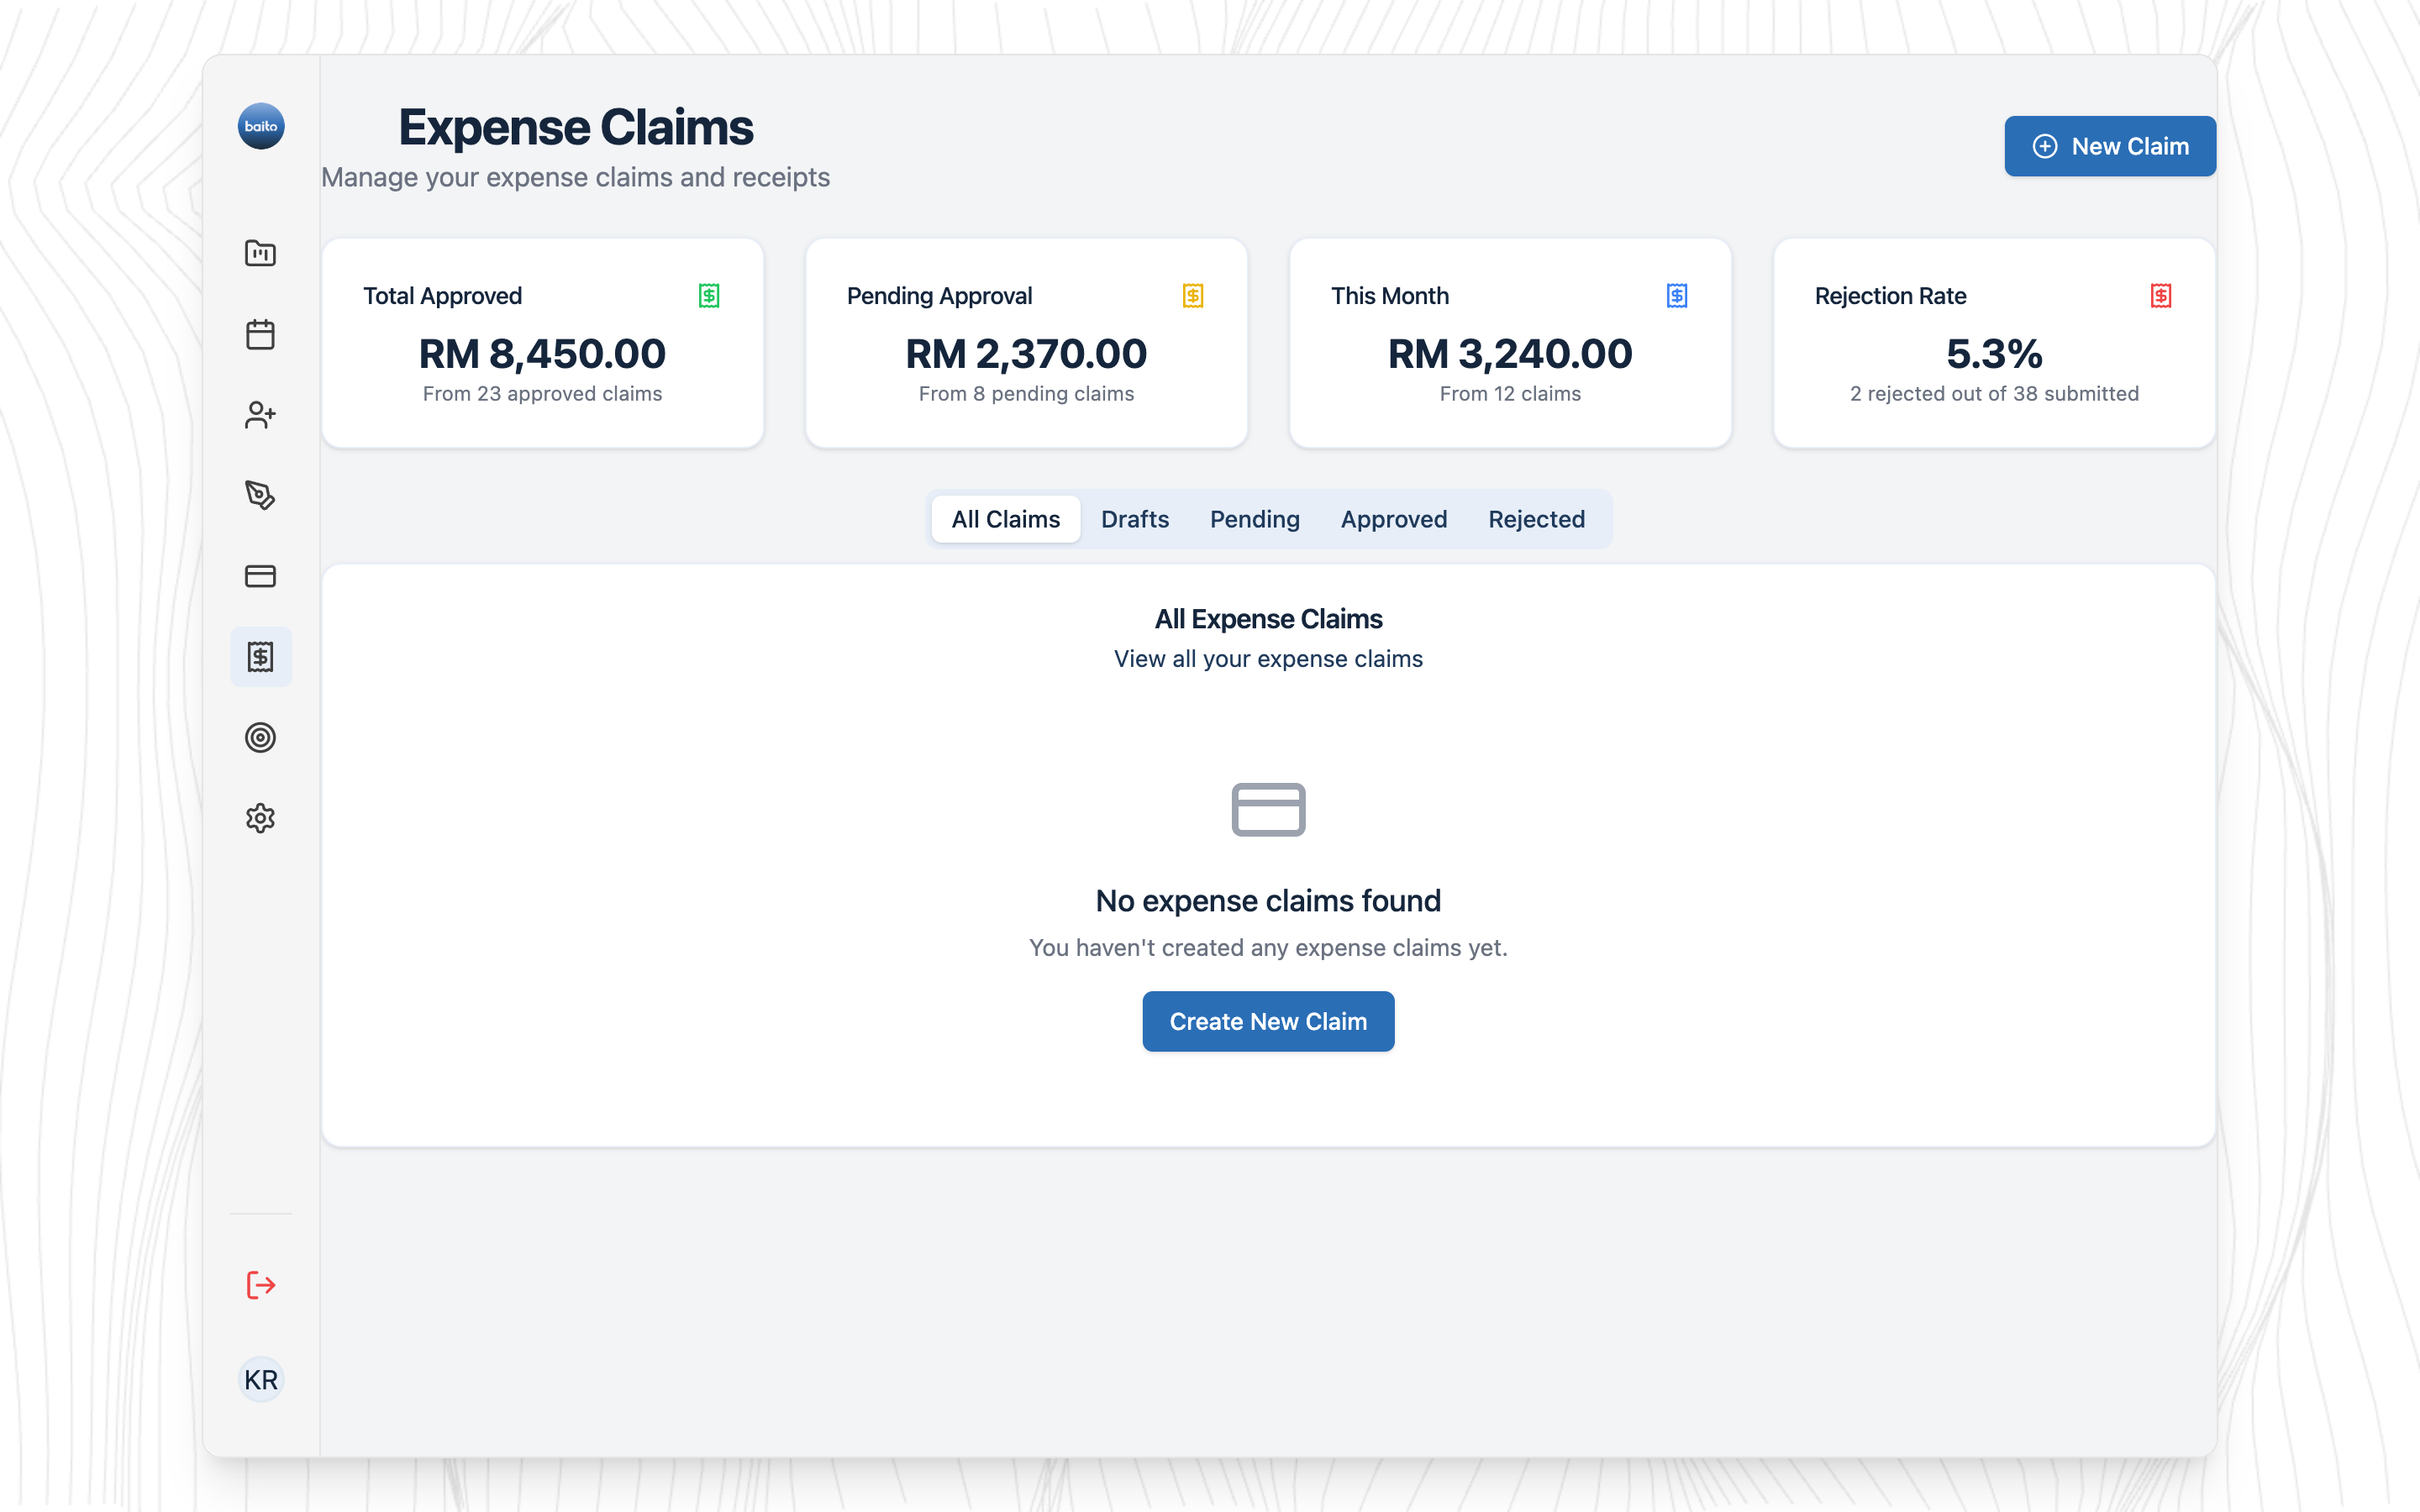 baito
Expense Claims
Manage your expense claims and receipts
New Claim
Total Approved
RM 8,450.00
From 23 approved claims
Pending Approval
RM 2,370.00
From 8 pending claims
This Month
RM 3,240.00
From 12 claims
Rejection Rate
5.3%
2 rejected out of 38 submitted
All Claims
Drafts
Pending
Approved
Rejected
All Expense Claims
View all your expense claims
No expense claims found
You haven't created any expense claims yet.
Create New Claim
KR